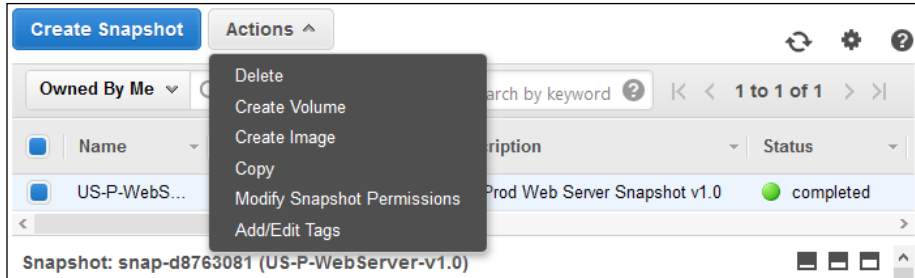 Create Snapshot Actions
Owned By Me arch by keyword 1 to 1 of 1
Delete
Create Volume
Create Image
Copy
Modify Snapshot Permissions
Add/Edit Tags
Name ription Status
US-P-WebS... Prod Web Server Snapshot v1.0 completed
Snapshot: snap-d8763081 (US-P-WebServer-v1.0)